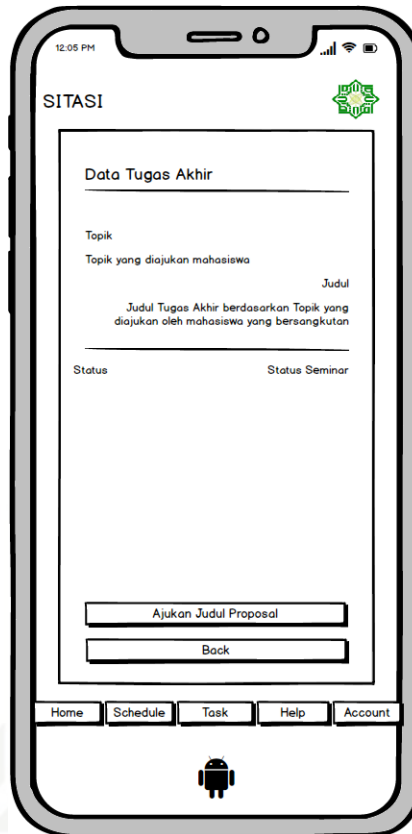 12:05 PM
SITASI
Data Tugas Akhir
Topik
Topik yang diajukan mahasiswa
Judul
Judul Tugas Akhir berdasarkan Topik yang
diajukan oleh mahasiswa yang bersangkutan
Status Status Seminar
Ajukan Judul Proposal
Back
Home Schedule Task Help Account